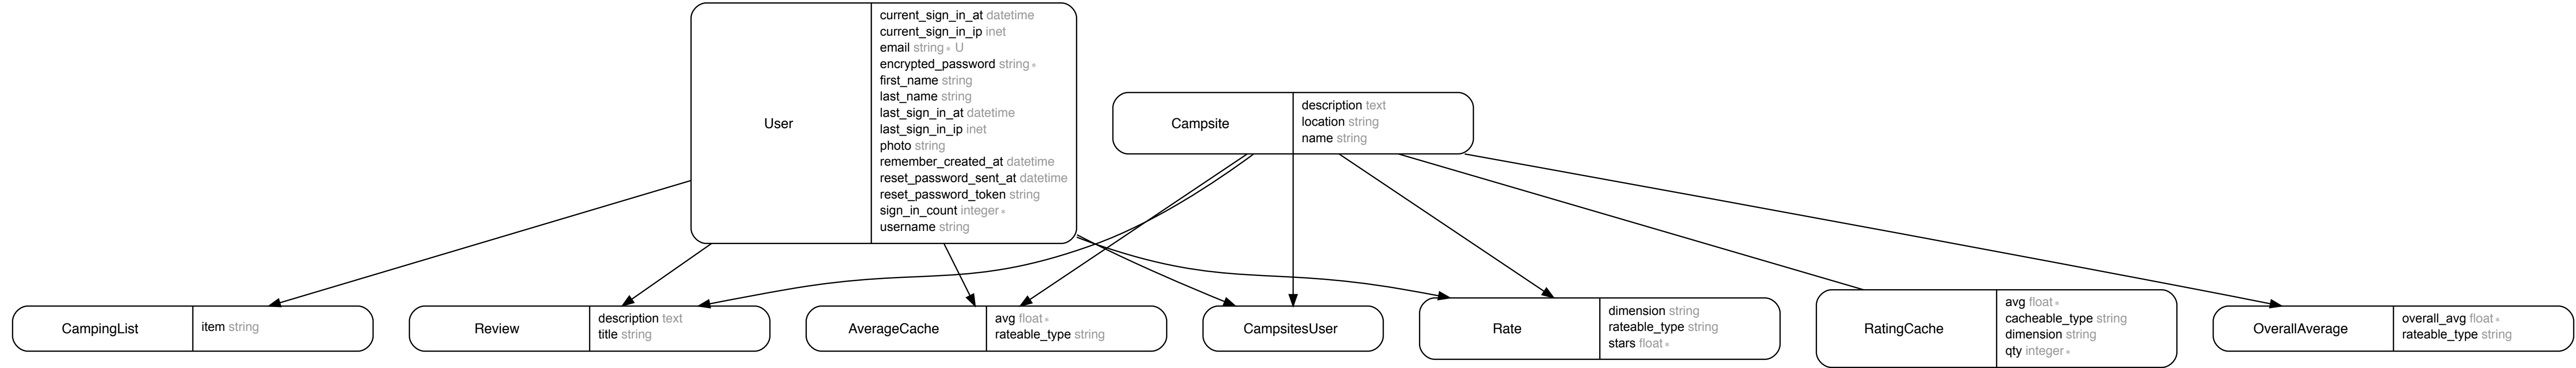 User
current_sign_in_at datetime
current_sign_in_ip inet
email string ∗ U
encrypted_password string ∗
first_name string
last_name string
last_sign_in_at datetime
last_sign_in_ip inet
photo string
remember_created_at datetime
reset_password_sent_at datetime
reset_password_token string
sign_in_count integer ∗
username string
Campsite
description text
location string
name string
CampingList
item string
Review
description text
title string
AverageCache
avg float ∗
rateable_type string
CampsitesUser
Rate
dimension string
rateable_type string
stars float ∗
RatingCache
avg float ∗
cacheable_type string
dimension string
qty integer ∗
OverallAverage
overall_avg float ∗
rateable_type string